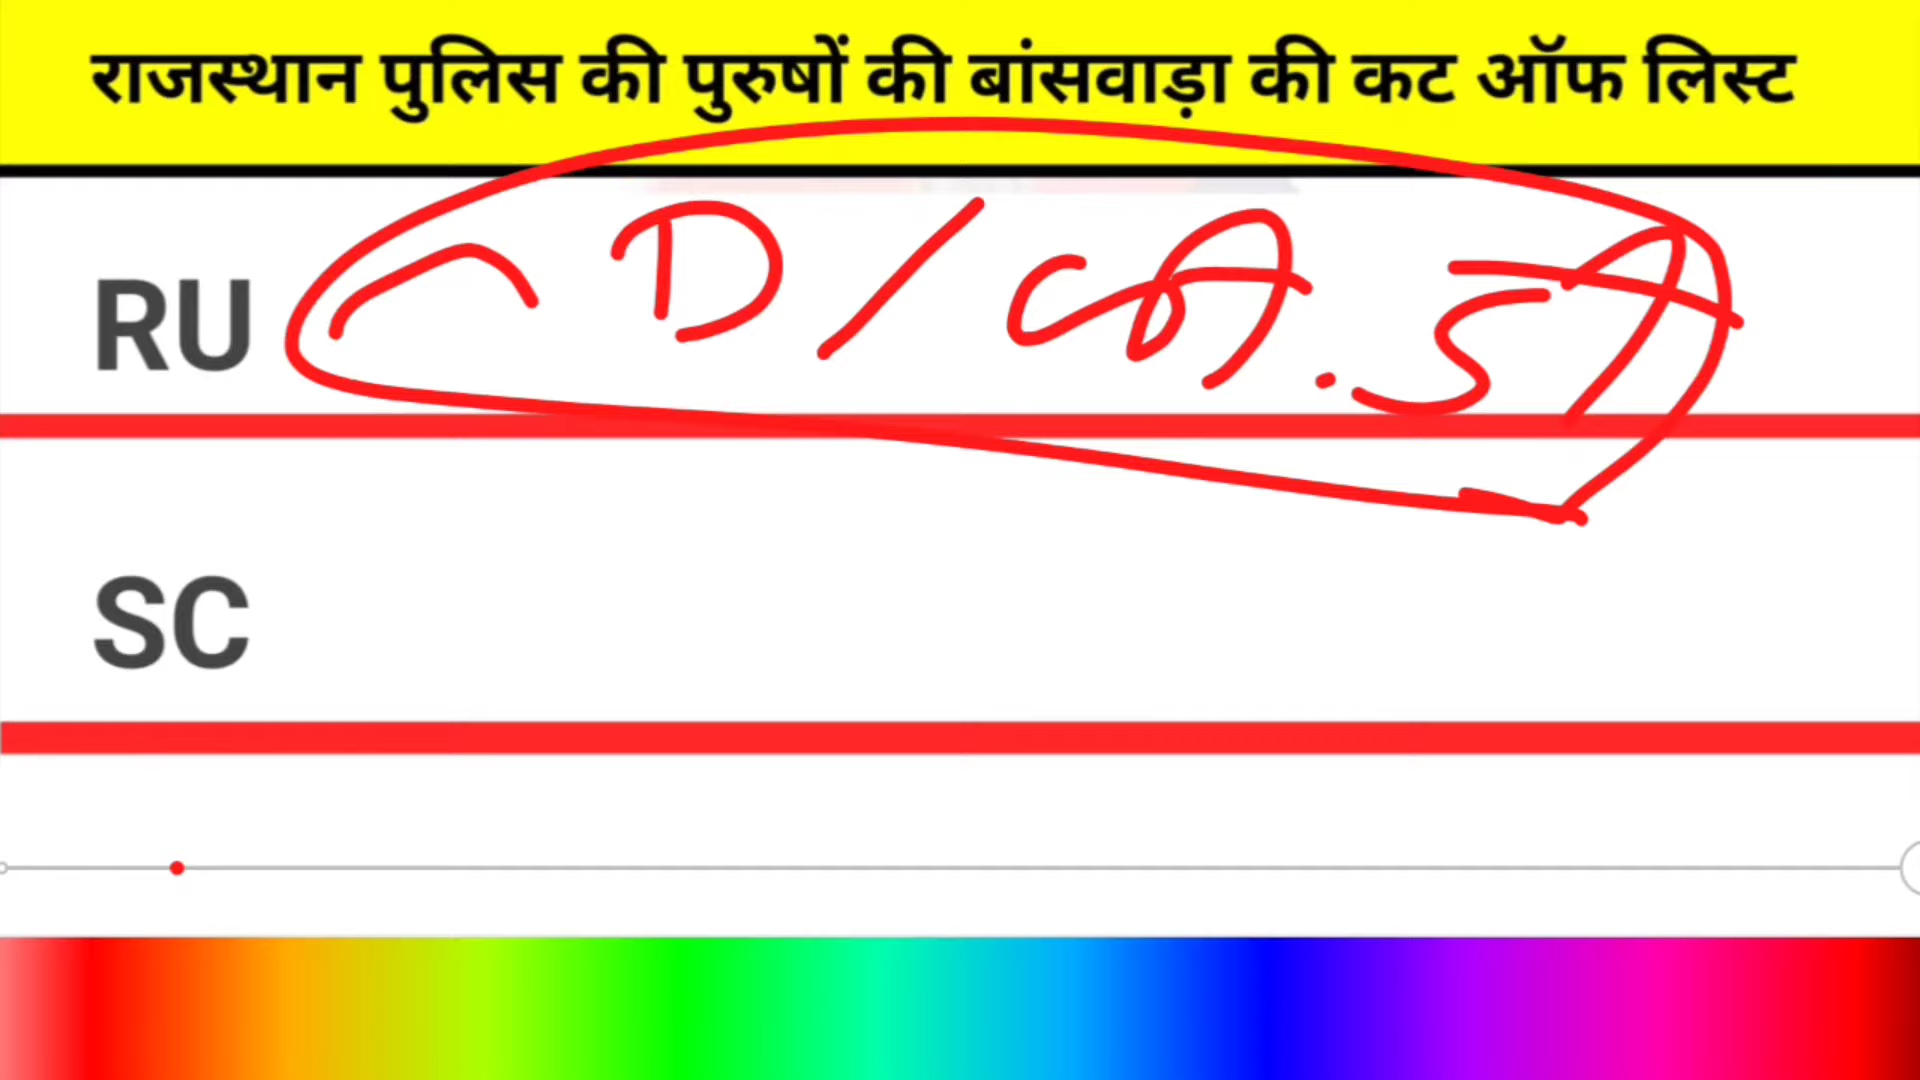 राजस्थान पुलिस की पुरुषों की बांसवाड़ा की कट ऑफ लिस्ट
RU
D/
SC